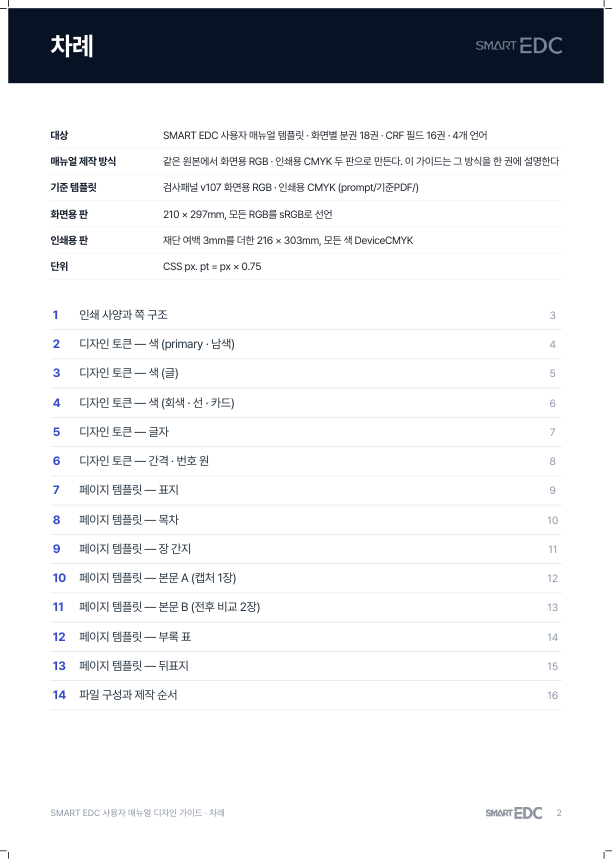 차례
SMART EDC
대상 SMART EDC 사용자 매뉴얼 템플릿 · 화면별 분권 18권 · CRF 필드 16권 · 4개 언어
매뉴얼 제작 방식 같은 원본에서 화면용 RGB · 인쇄용 CMYK 두 판으로 만든다. 이 가이드는 그 방식을 한 권에 설명한다
기준 템플릿 검사패널 v107 화면용 RGB · 인쇄용 CMYK (prompt/기준PDF/)
화면용 판 210 × 297mm, 모든 RGB를 sRGB로 선언
인쇄용 판 재단 여백 3mm를 더한 216 × 303mm, 모든 색 DeviceCMYK
단위 CSS px. pt = px × 0.75
1 인쇄 사양과 쪽 구조 3
2 디자인 토큰 — 색 (primary · 남색) 4
3 디자인 토큰 — 색 (글) 5
4 디자인 토큰 — 색 (회색 · 선 · 카드) 6
5 디자인 토큰 — 글자 7
6 디자인 토큰 — 간격 · 번호 원 8
7 페이지 템플릿 — 표지 9
8 페이지 템플릿 — 목차 10
9 페이지 템플릿 — 장 간지 11
10 페이지 템플릿 — 본문 A (캡처 1장) 12
11 페이지 템플릿 — 본문 B (전후 비교 2장) 13
12 페이지 템플릿 — 부록 표 14
13 페이지 템플릿 — 뒤표지 15
14 파일 구성과 제작 순서 16
SMART EDC 사용자 매뉴얼 디자인 가이드 · 차례 SMART EDC 2